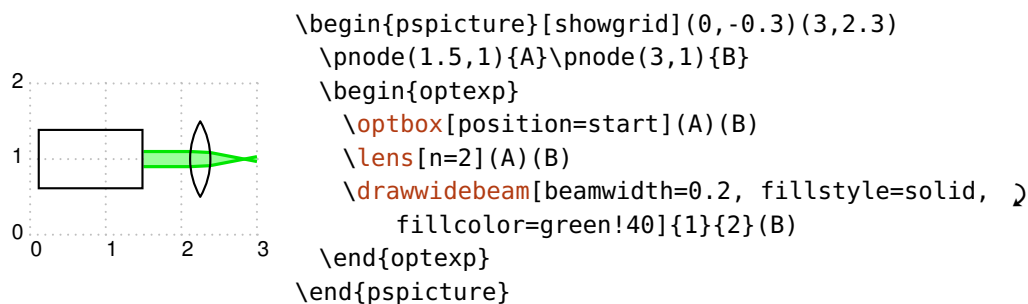 \begin{pspicture}[showgrid](0,-0.3)(3,2.3)
\pnode(1.5,1){A}\pnode(3,1){B}
\begin{optexp}
\optbox[position=start](A)(B)
\lens[n=2](A)(B)
\drawwidebeam[beamwidth=0.2, fillstyle=solid,
fillcolor=green!40]{1}{2}(B)
\end{optexp}
\end{pspicture}
2
1
0
0 1 2 3